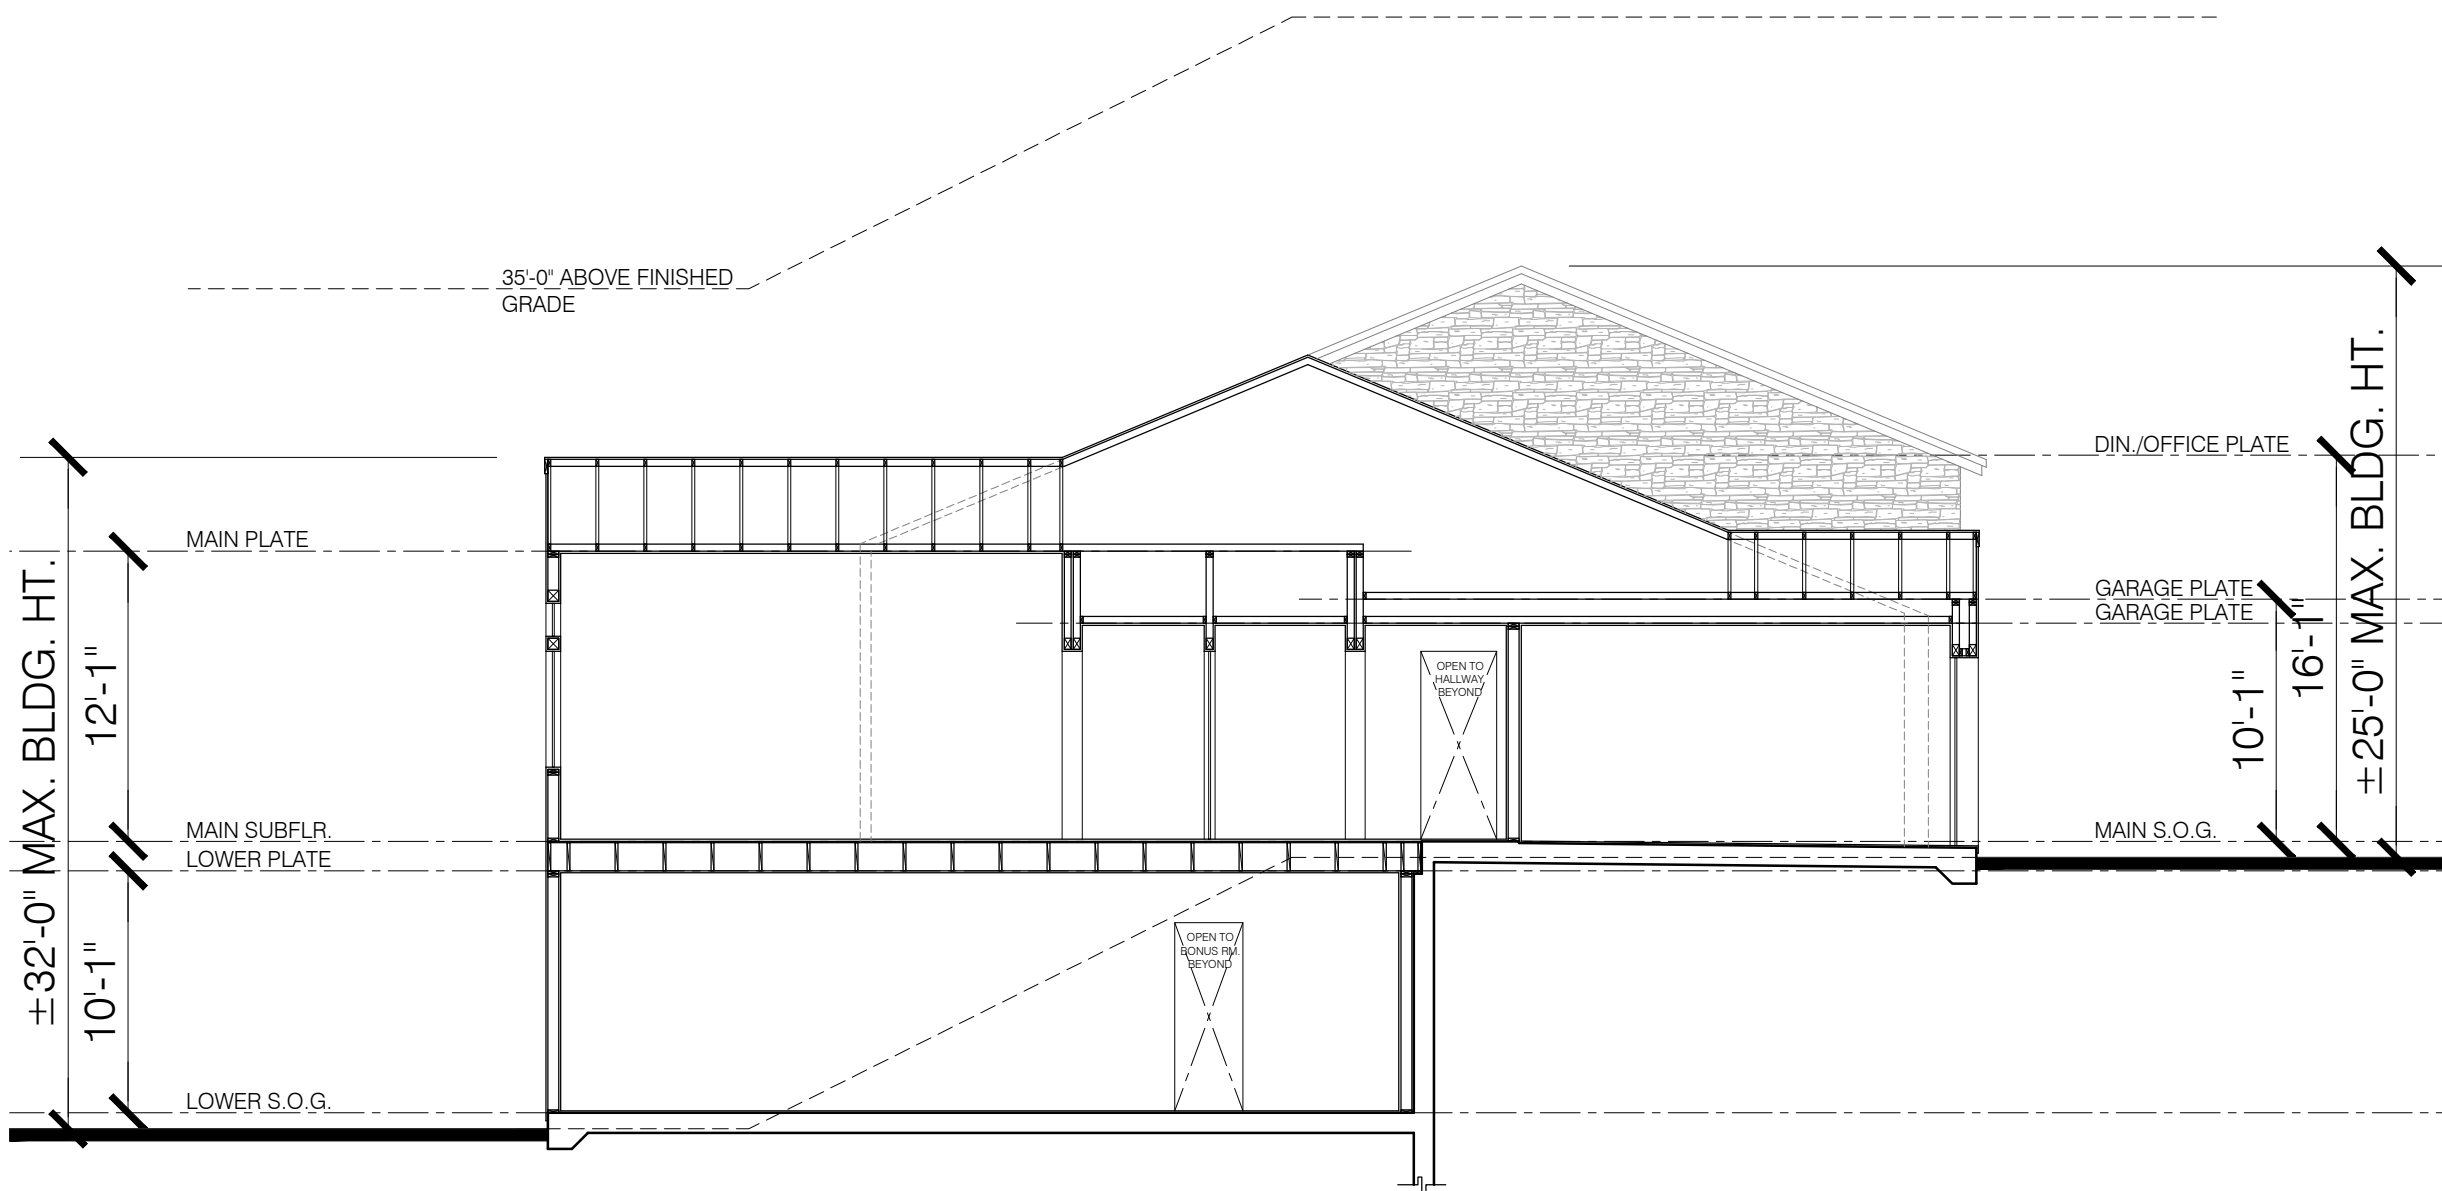 35'-0" ABOVE FINISHED
GRADE
DIN./OFFICE PLATE
MAIN PLATE
GARAGE PLATE
GARAGE PLATE
OPEN TO
HALLWAY
BEYOND
MAIN SUBFLR.
MAIN S.O.G.
LOWER PLATE
OPEN TO
BONUS RM.
BEYOND
LOWER S.O.G.
±32'-0" MAX. BLDG. HT.
12'-1"
10'-1"
10'-1"
16'-1"
±25'-0" MAX. BLDG. HT.